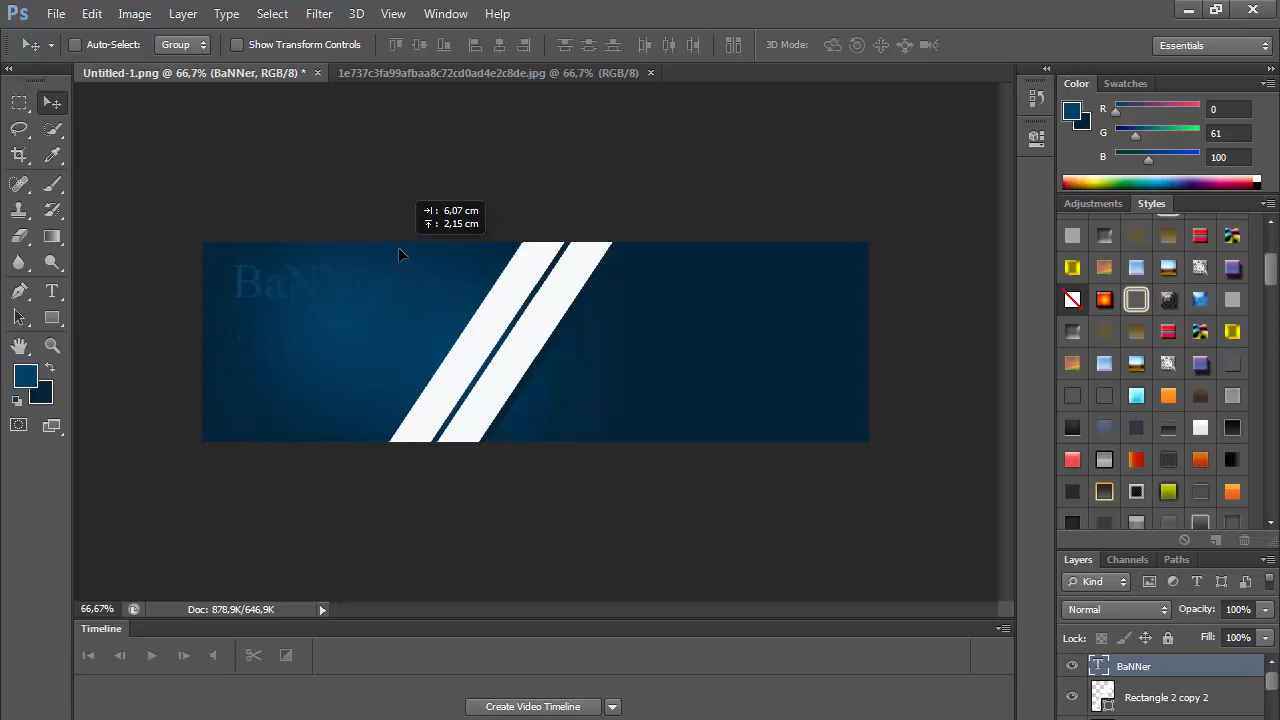 Ps File Edit Image Layer Type Select Filter 3D View Window Help
Auto-Select: Group Show Transform Controls 3D Mode: Essentials
Untitled-1.png @ 66,7% (BaNNer, RGB/8) * × 1e737c3fa99afbaa8c72cd0ad4e2c8de.jpg @ 66,7% (RGB/8) ×
Color Swatches
R 0
G 61
B 100
Adjustments Styles
→: 6,07 cm
: 2,15 cm
BaNNer
Layers Channels Paths
Kind
Normal Opacity: 100%
Lock: Fill: 100%
BaNNer
Rectangle 2 copy 2
66,67% Doc: 878,9K/646,9K
Timeline
Create Video Timeline